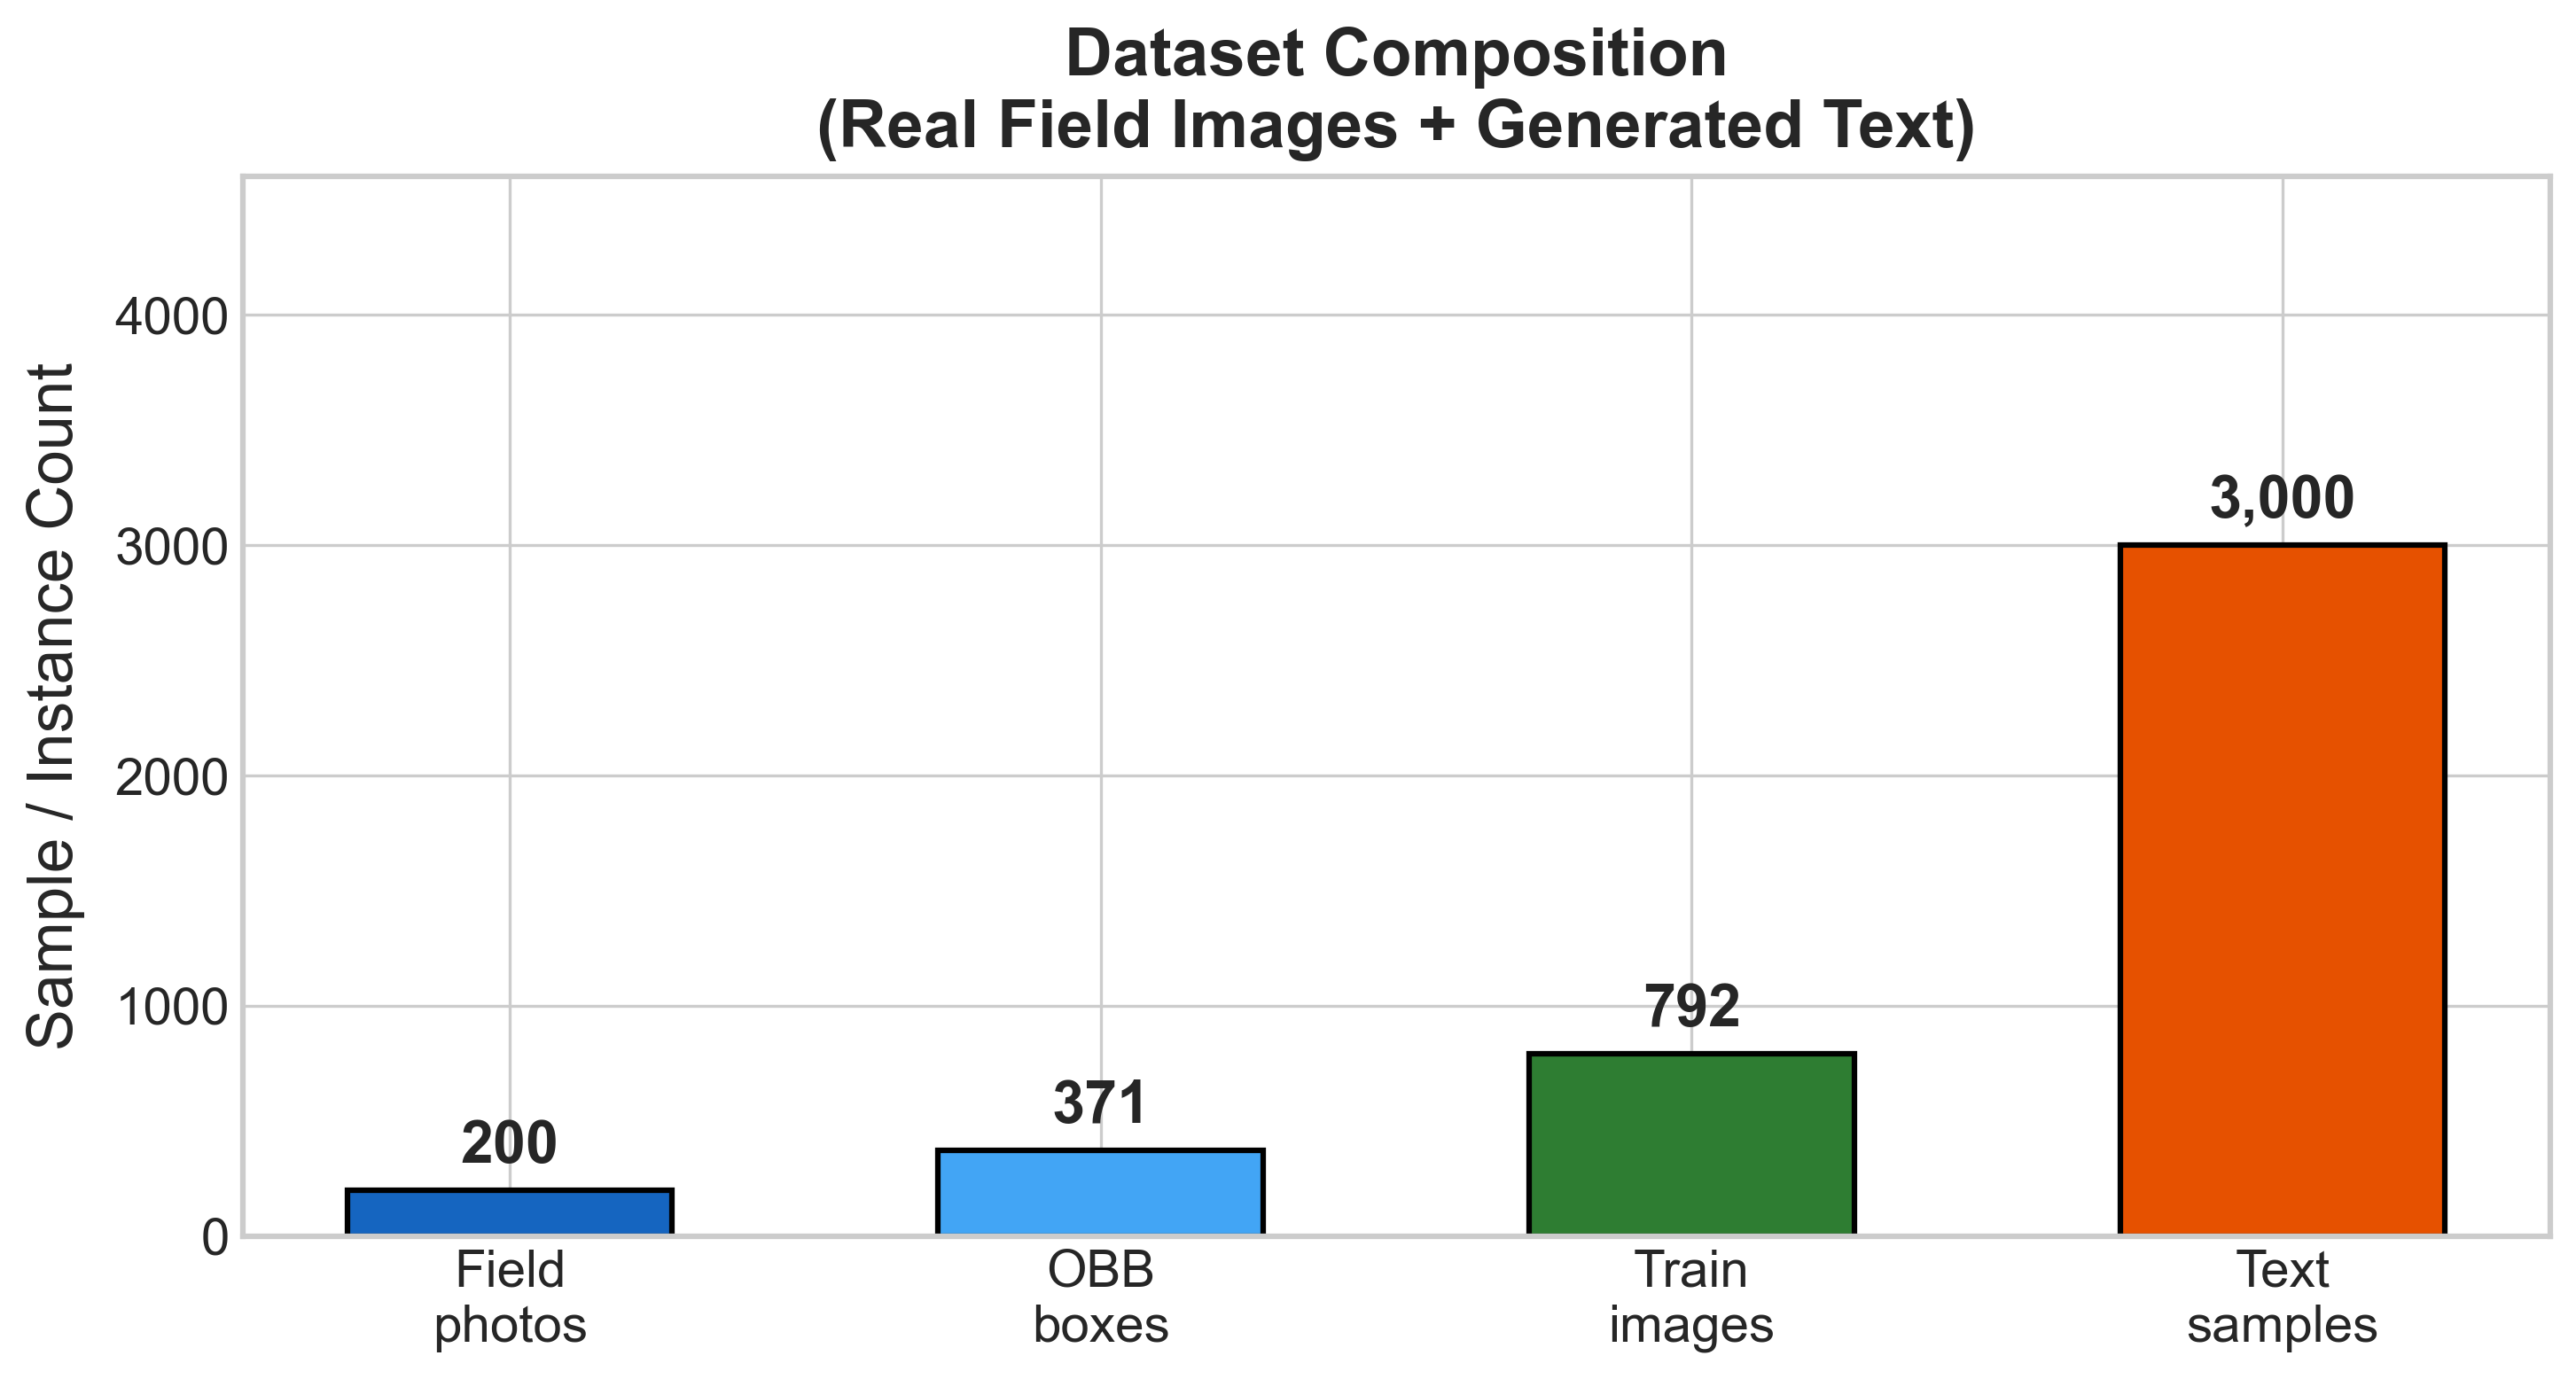 Dataset Composition
(Real Field Images + Generated Text)
Sample / Instance Count
4000
3000
2000
1000
0
200
371
792
3,000
Field
photos
OBB
boxes
Train
images
Text
samples